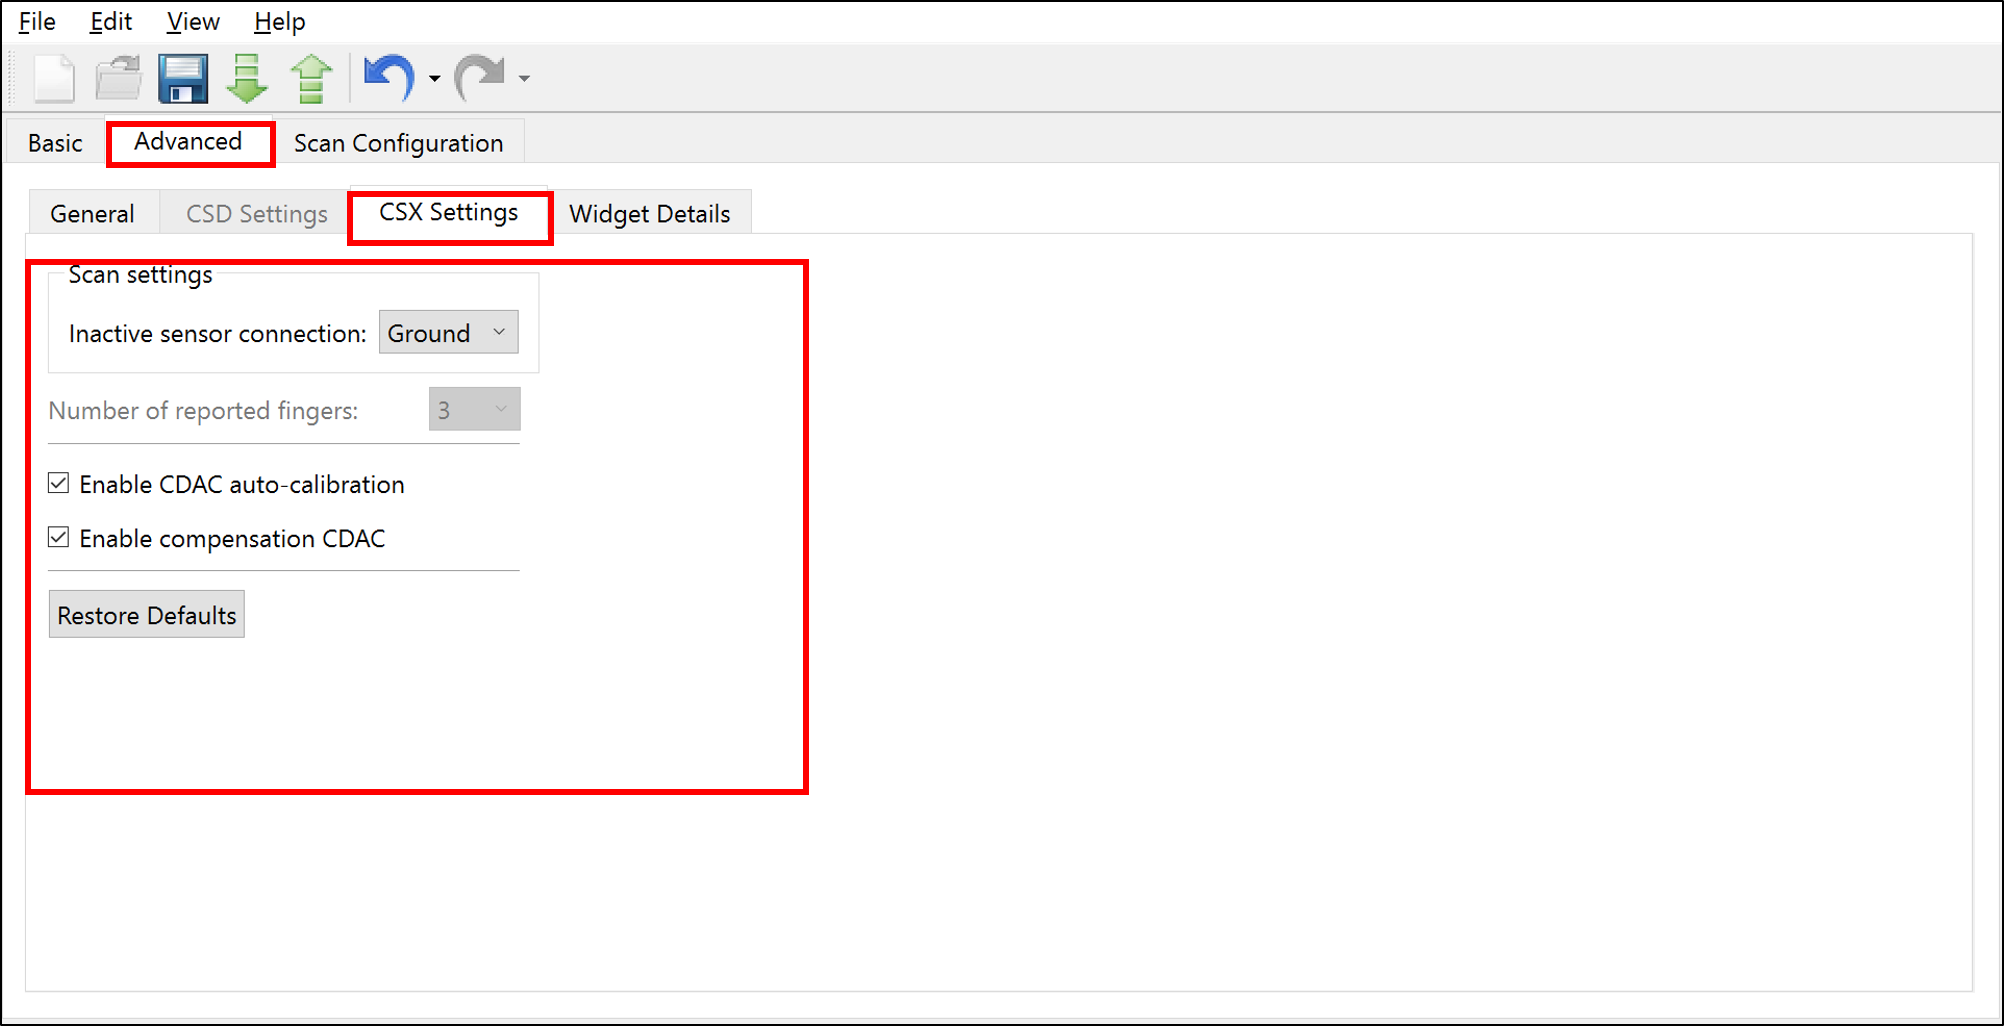 File Edit View Help
Basic Advanced Scan Configuration
General CSD Settings CSX Settings Widget Details
Scan settings
Inactive sensor connection: Ground
Number of reported fingers: 3
Enable CDAC auto-calibration
Enable compensation CDAC
Restore Defaults